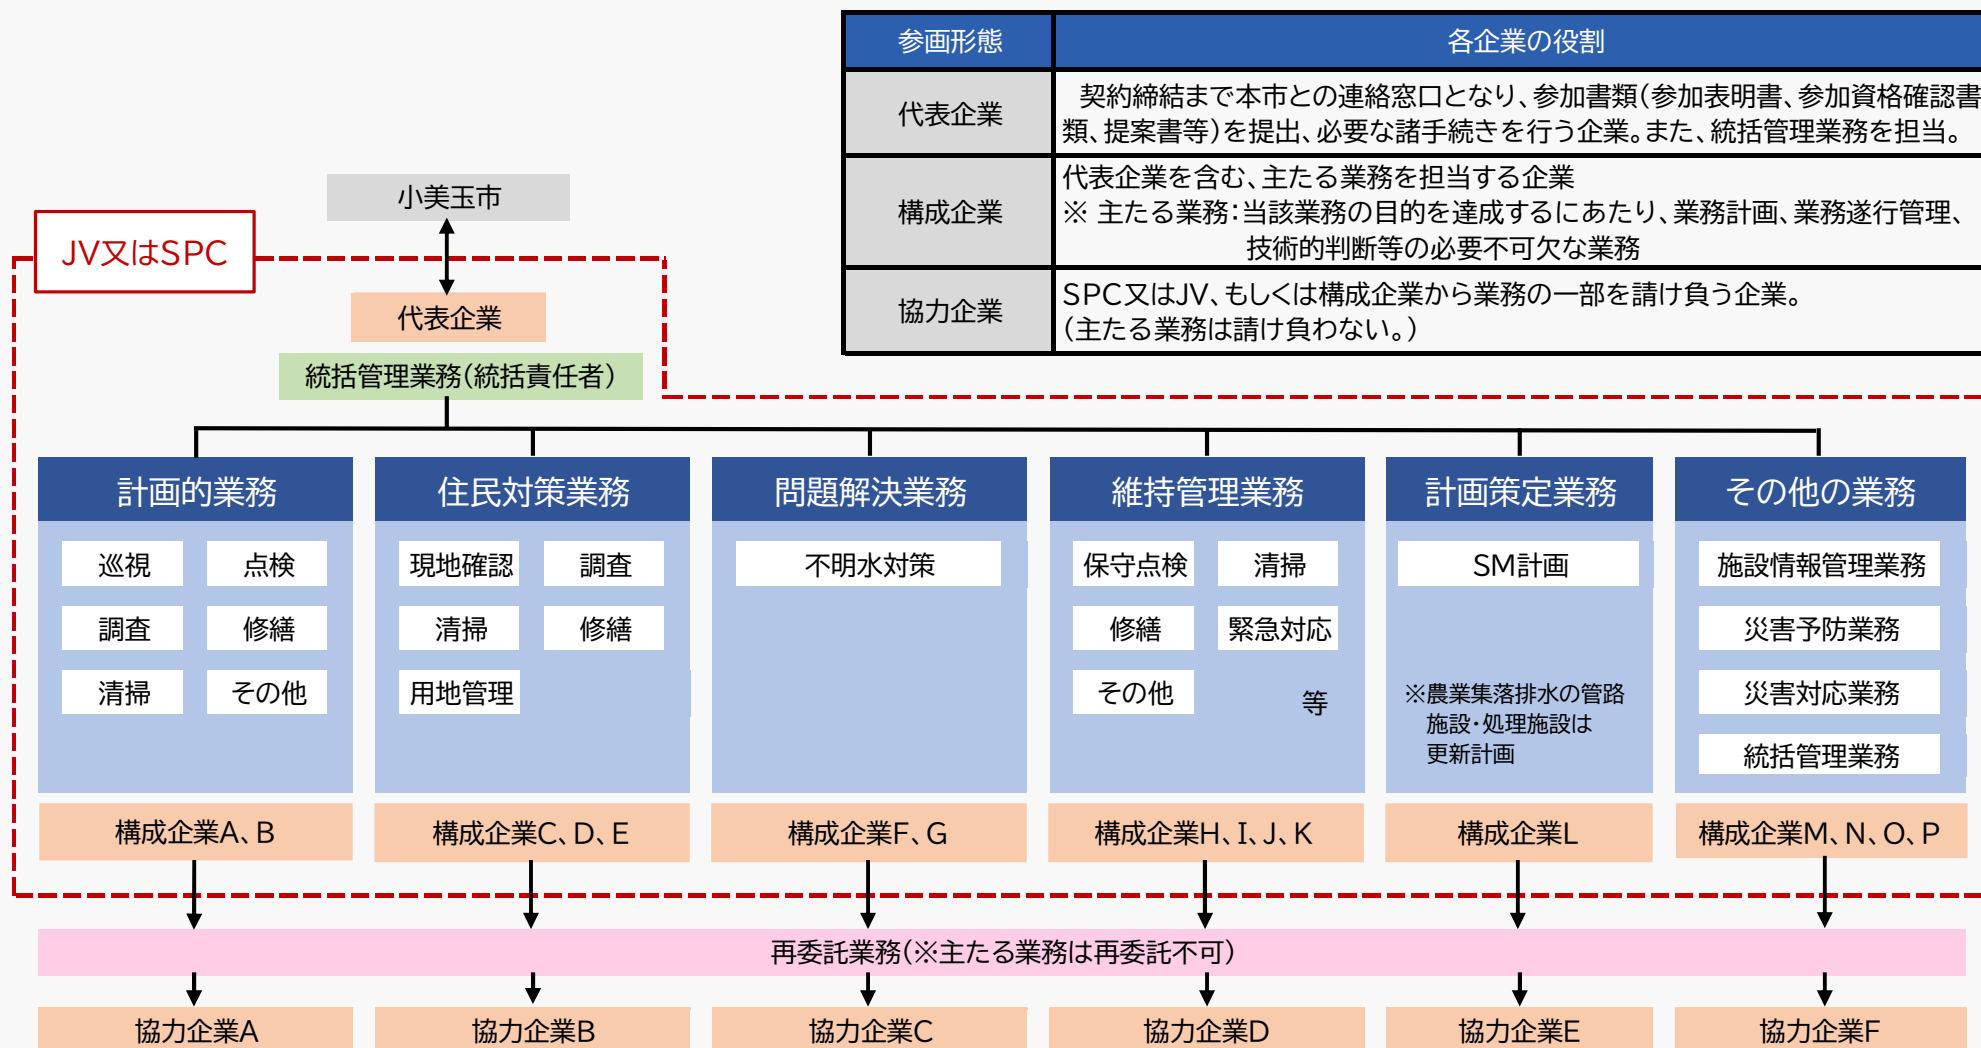 参画形態
各企業の役割
代表企業
契約締結まで本市との連絡窓口となり、参加書類(参加表明書、参加資格確認書
類、提案書等)を提出、必要な諸手続きを行う企業。また、統括管理業務を担当。
構成企業
代表企業を含む、主たる業務を担当する企業
※ 主たる業務:当該業務の目的を達成するにあたり、業務計画、業務遂行管理、
技術的判断等の必要不可欠な業務
協力企業
SPC又はJV、もしくは構成企業から業務の一部を請け負う企業。
(主たる業務は請け負わない。)
小美玉市
JV又はSPC
代表企業
統括管理業務(統括責任者)
計画的業務
巡視
点検
調査
修繕
清掃
その他
構成企業A、B
住民対策業務
現地確認
調査
清掃
修繕
用地管理
構成企業C、D、E
問題解決業務
不明水対策
構成企業F、G
維持管理業務
保守点検
清掃
修繕
緊急対応
その他
等
構成企業H、I、J、K
計画策定業務
SM計画
※農業集落排水の管路
施設・処理施設は
更新計画
構成企業L
その他の業務
施設情報管理業務
災害予防業務
災害対応業務
統括管理業務
構成企業M、N、O、P
再委託業務(※主たる業務は再委託不可)
協力企業A
協力企業B
協力企業C
協力企業D
協力企業E
協力企業F